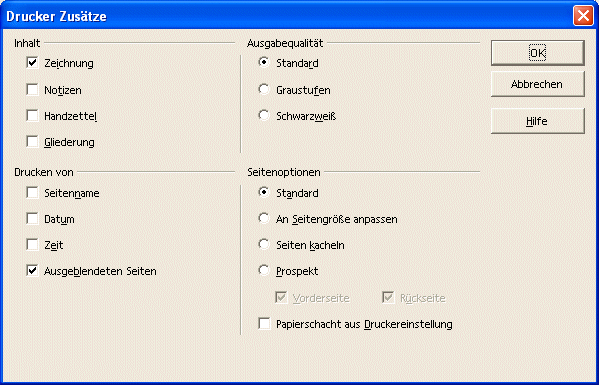 Drucker Zusätze
Inhalt
Zeichnung
Notizen
Handzettel
Gliederung
Ausgabequalität
Standard
Graustufen
Schwarzweiß
OK
Abbrechen
Hilfe
Drucken von
Seitenname
Datum
Zeit
Ausgeblendeten Seiten
Seitenoptionen
Standard
An Seitengröße anpassen
Seiten kacheln
Prospekt
Vorderseite Rückseite
Papierschacht aus Druckereinstellung